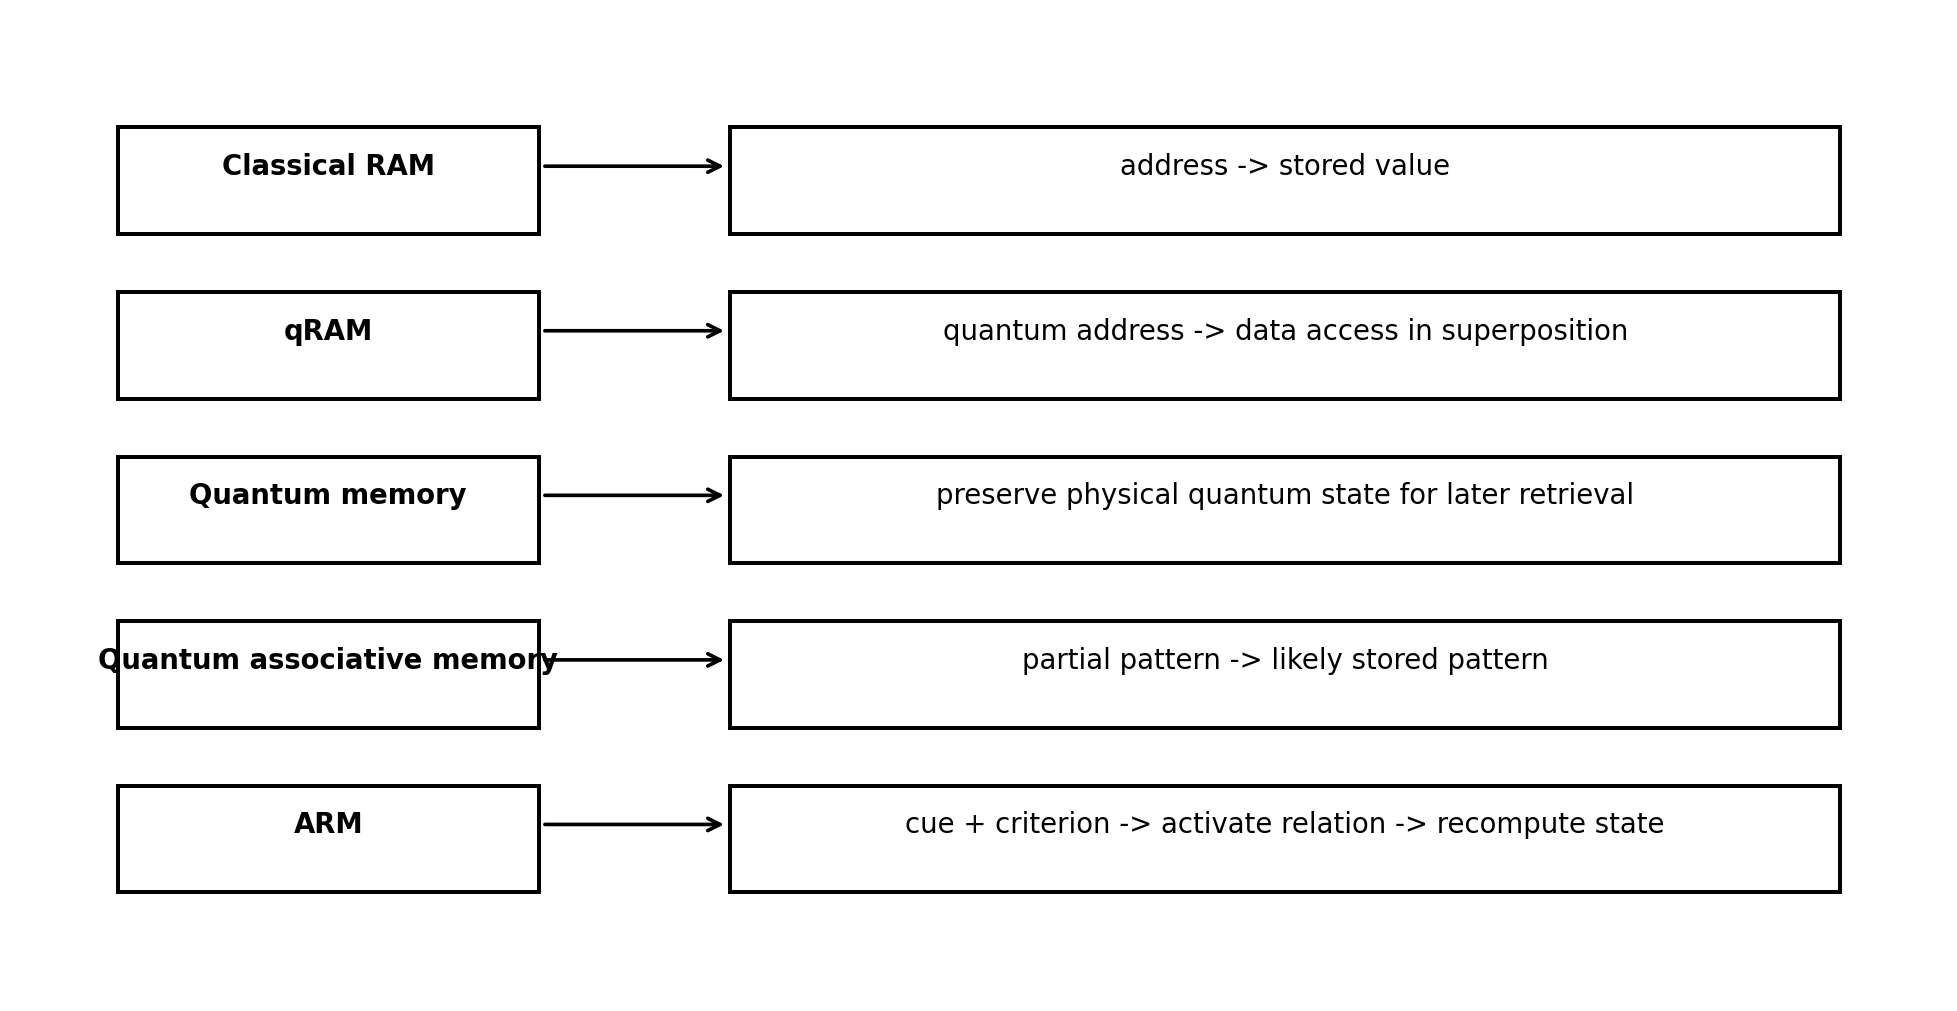 Classical RAM
address -> stored value
qRAM
quantum address -> data access in superposition
Quantum memory
preserve physical quantum state for later retrieval
Quantum associative memory
partial pattern -> likely stored pattern
ARM
cue + criterion -> activate relation -> recompute state